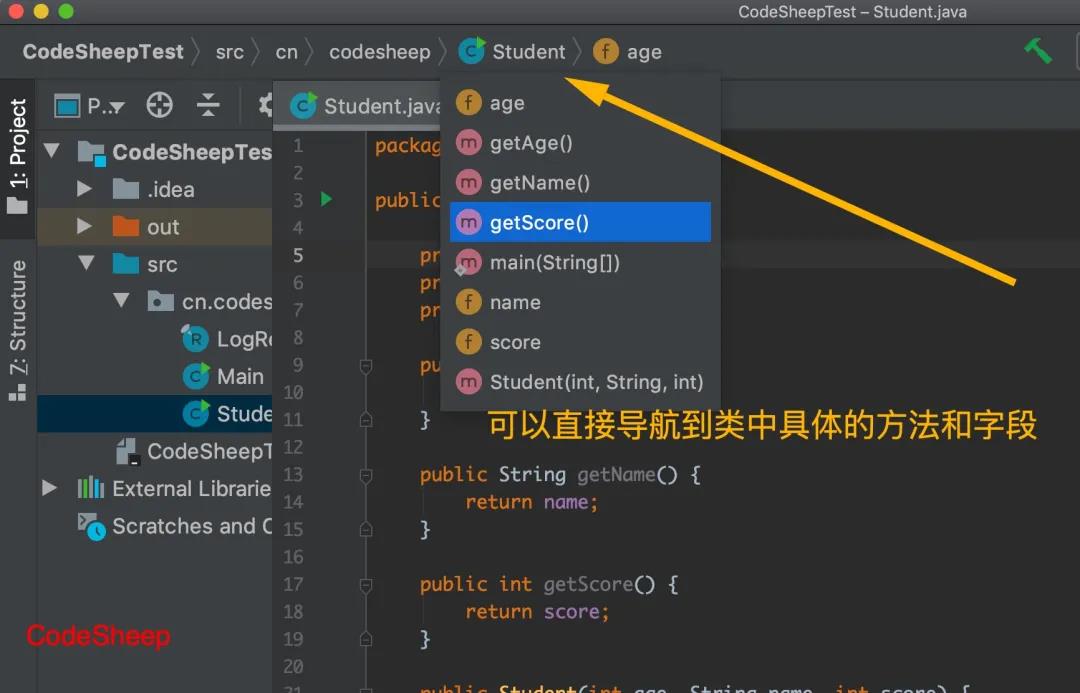 CodeSheepTest – Student.java
CodeSheepTest src cn codesheep Student age
1: Project
P...
Student.java
age
getAge()
getName()
getScore()
main(String[])
name
score
Student(int, String, int)
可以直接导航到类中具体的方法和字段
CodeSheepTes
.idea
out
src
cn.codes
LogRe
Main
Stude
CodeSheepT
External Librarie
Scratches and C
Z: Structure
CodeSheep
1 packag
2
3 public
4
5 pr
6 pr
7 pr
8
9 pu
10
11 }
12
13 public String getName() {
14 return name;
15 }
16
17 public int getScore() {
18 return score;
19 }
20
21 public Student(int age, String name, int score) {